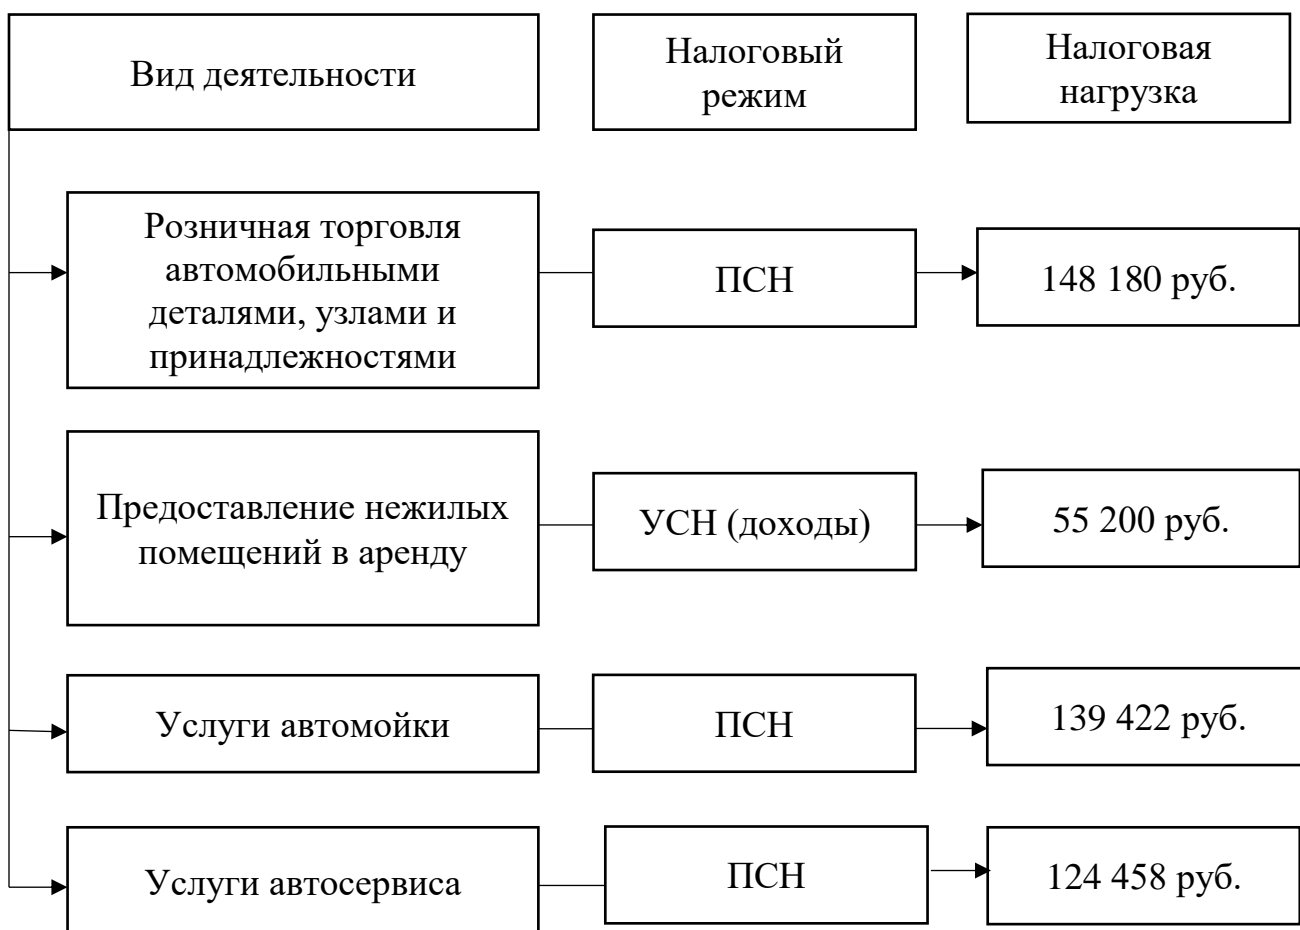 Вид деятельности
Налоговый
режим
Налоговая
нагрузка
Розничная торговля
автомобильными
деталями, узлами и
принадлежностями
ПСН
148 180 руб.
Предоставление нежилых
помещений в аренду
УСН (доходы)
55 200 руб.
Услуги автомойки
ПСН
139 422 руб.
Услуги автосервиса
ПСН
124 458 руб.